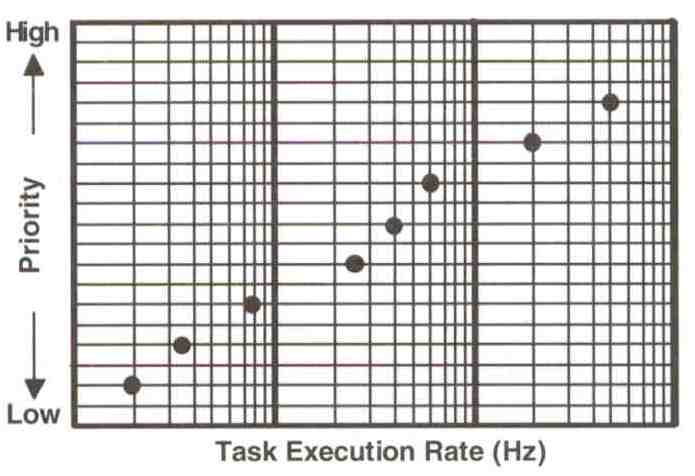 High
Priority
Low
Task Execution Rate (Hz)